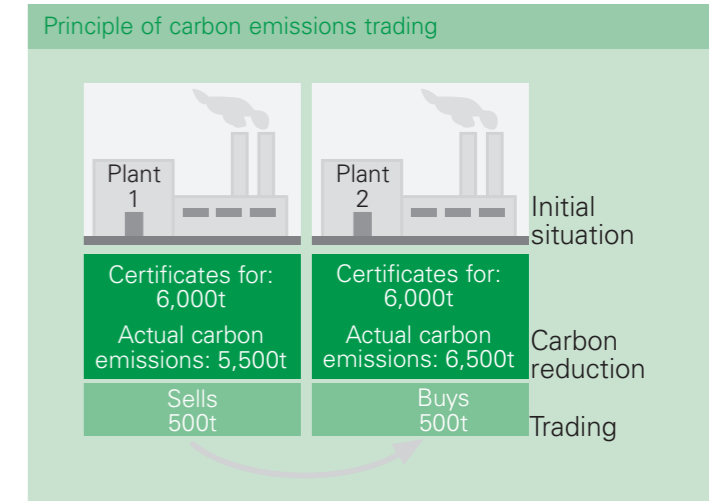 Principle of carbon emissions trading
Plant
1
Plant
2
Initial
situation
Certificates for:
6,000t
Actual carbon
emissions: 5,500t
Certificates for:
6,000t
Actual carbon
emissions: 6,500t
Carbon
reduction
Sells
500t
Buys
500t
Trading